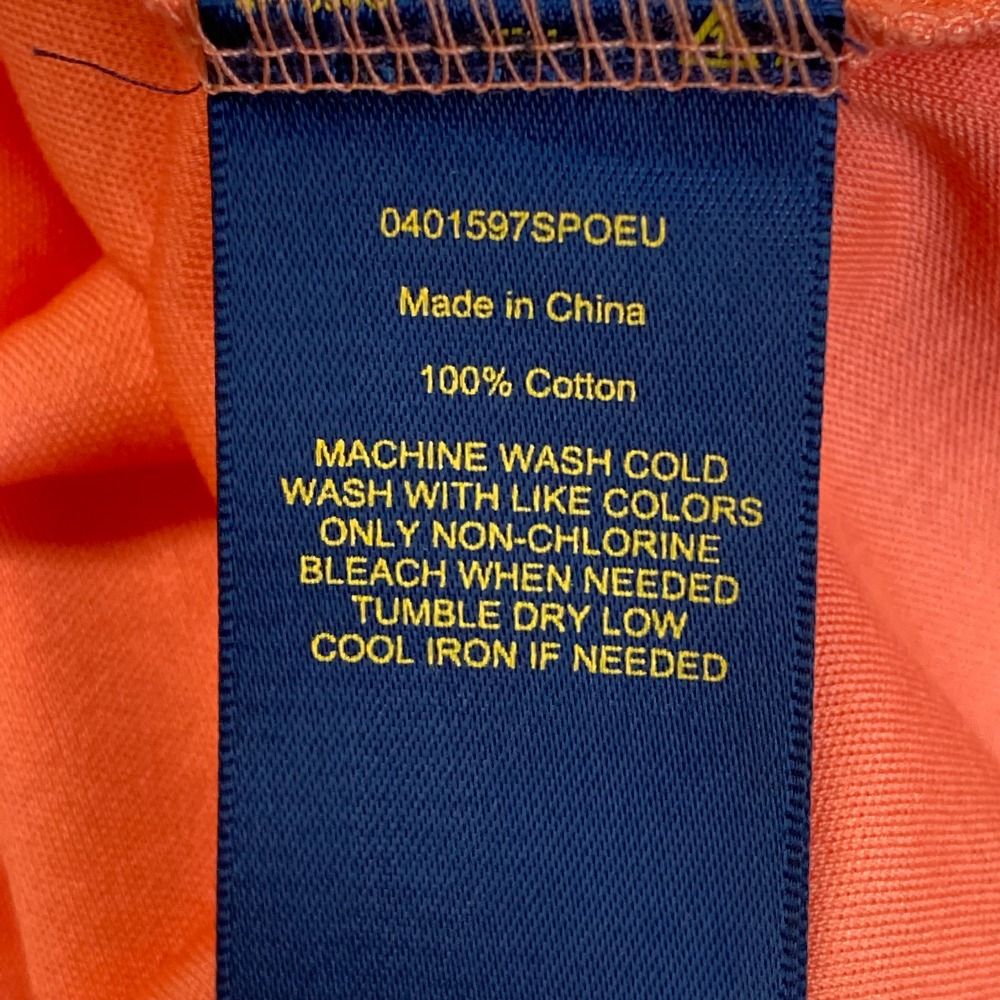 0401597SPOEU
Made in China
100% Cotton
MACHINE WASH COLD
WASH WITH LIKE COLORS
ONLY NON-CHLORINE
BLEACH WHEN NEEDED
TUMBLE DRY LOW
COOL IRON IF NEEDED